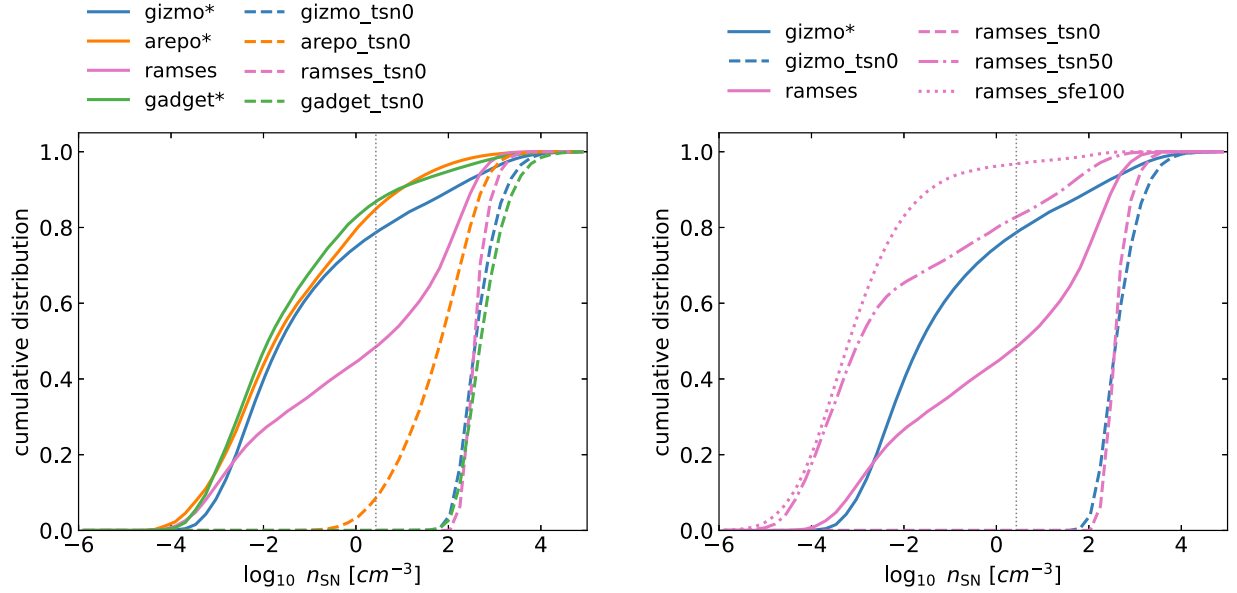 gizmo* gizmo_tsn0
arepo* arepo_tsn0
ramses ramses_tsn0
gadget* gadget_tsn0
1.0
0.8
0.6
0.4
0.2
0.0
cumulative distribution
−6 −4 −2 0 2 4
log₁₀ n_SN [cm⁻³]
gizmo* ramses_tsn0
gizmo_tsn0 ramses_tsn50
ramses ramses_sfe100
1.0
0.8
0.6
0.4
0.2
0.0
cumulative distribution
−6 −4 −2 0 2 4
log₁₀ n_SN [cm⁻³]